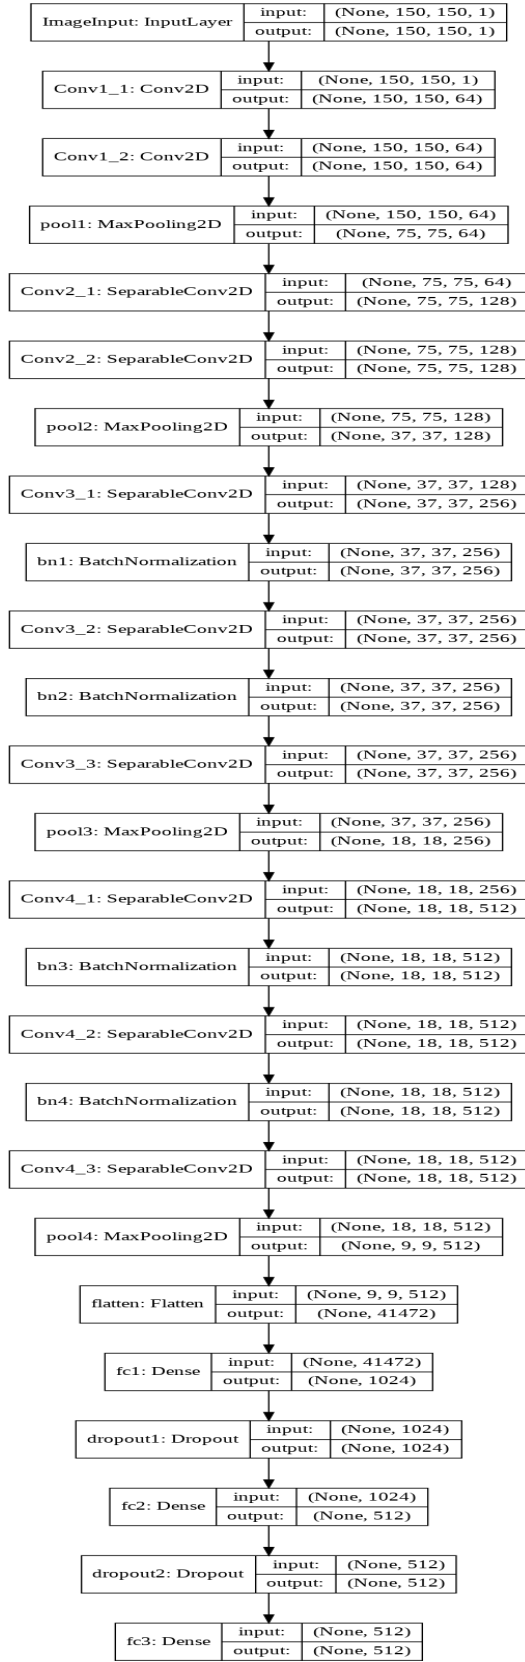 ImageInput: InputLayer
input: (None, 150, 150, 1)
output: (None, 150, 150, 1)
Conv1_1: Conv2D
input: (None, 150, 150, 1)
output: (None, 150, 150, 64)
Conv1_2: Conv2D
input: (None, 150, 150, 64)
output: (None, 150, 150, 64)
pool1: MaxPooling2D
input: (None, 150, 150, 64)
output: (None, 75, 75, 64)
Conv2_1: SeparableConv2D
input: (None, 75, 75, 64)
output: (None, 75, 75, 128)
Conv2_2: SeparableConv2D
input: (None, 75, 75, 128)
output: (None, 75, 75, 128)
pool2: MaxPooling2D
input: (None, 75, 75, 128)
output: (None, 37, 37, 128)
Conv3_1: SeparableConv2D
input: (None, 37, 37, 128)
output: (None, 37, 37, 256)
bn1: BatchNormalization
input: (None, 37, 37, 256)
output: (None, 37, 37, 256)
Conv3_2: SeparableConv2D
input: (None, 37, 37, 256)
output: (None, 37, 37, 256)
bn2: BatchNormalization
input: (None, 37, 37, 256)
output: (None, 37, 37, 256)
Conv3_3: SeparableConv2D
input: (None, 37, 37, 256)
output: (None, 37, 37, 256)
pool3: MaxPooling2D
input: (None, 37, 37, 256)
output: (None, 18, 18, 256)
Conv4_1: SeparableConv2D
input: (None, 18, 18, 256)
output: (None, 18, 18, 512)
bn3: BatchNormalization
input: (None, 18, 18, 512)
output: (None, 18, 18, 512)
Conv4_2: SeparableConv2D
input: (None, 18, 18, 512)
output: (None, 18, 18, 512)
bn4: BatchNormalization
input: (None, 18, 18, 512)
output: (None, 18, 18, 512)
Conv4_3: SeparableConv2D
input: (None, 18, 18, 512)
output: (None, 18, 18, 512)
pool4: MaxPooling2D
input: (None, 18, 18, 512)
output: (None, 9, 9, 512)
flatten: Flatten
input: (None, 9, 9, 512)
output: (None, 41472)
fc1: Dense
input: (None, 41472)
output: (None, 1024)
dropout1: Dropout
input: (None, 1024)
output: (None, 1024)
fc2: Dense
input: (None, 1024)
output: (None, 512)
dropout2: Dropout
input: (None, 512)
output: (None, 512)
fc3: Dense
input: (None, 512)
output: (None, 512)